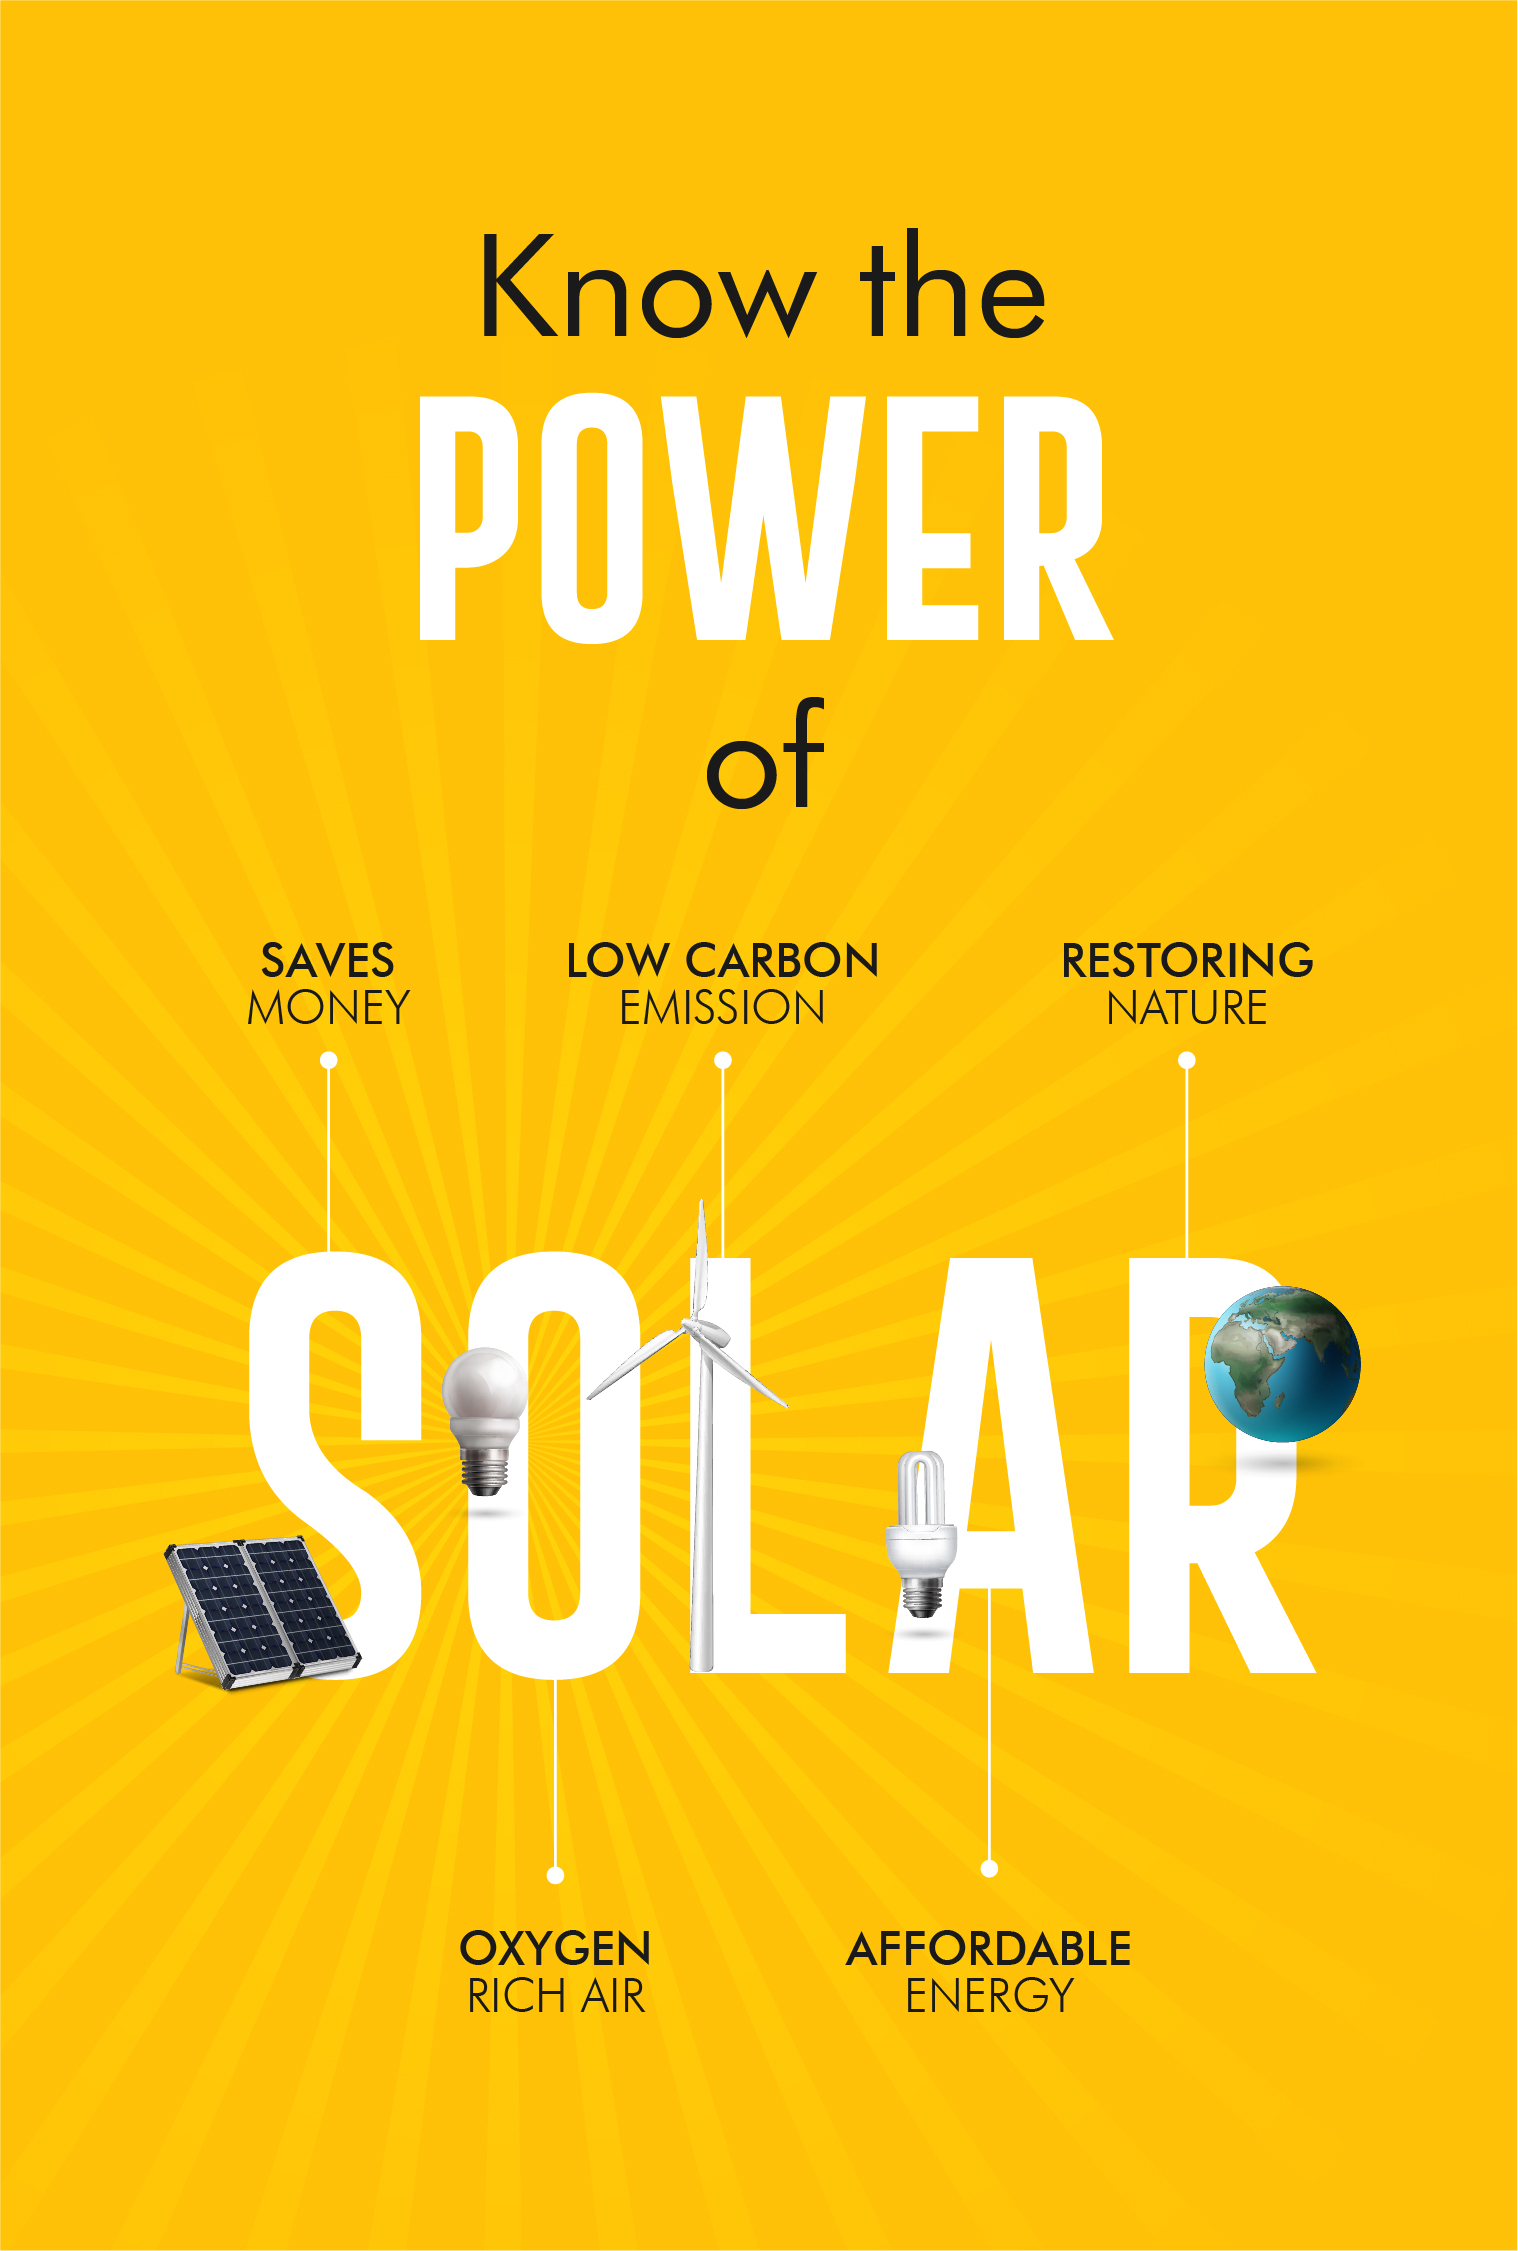 Know the
POWER
of
SAVES
MONEY
LOW CARBON
EMISSION
RESTORING
NATURE
SOLAR
OXYGEN
RICH AIR
AFFORDABLE
ENERGY